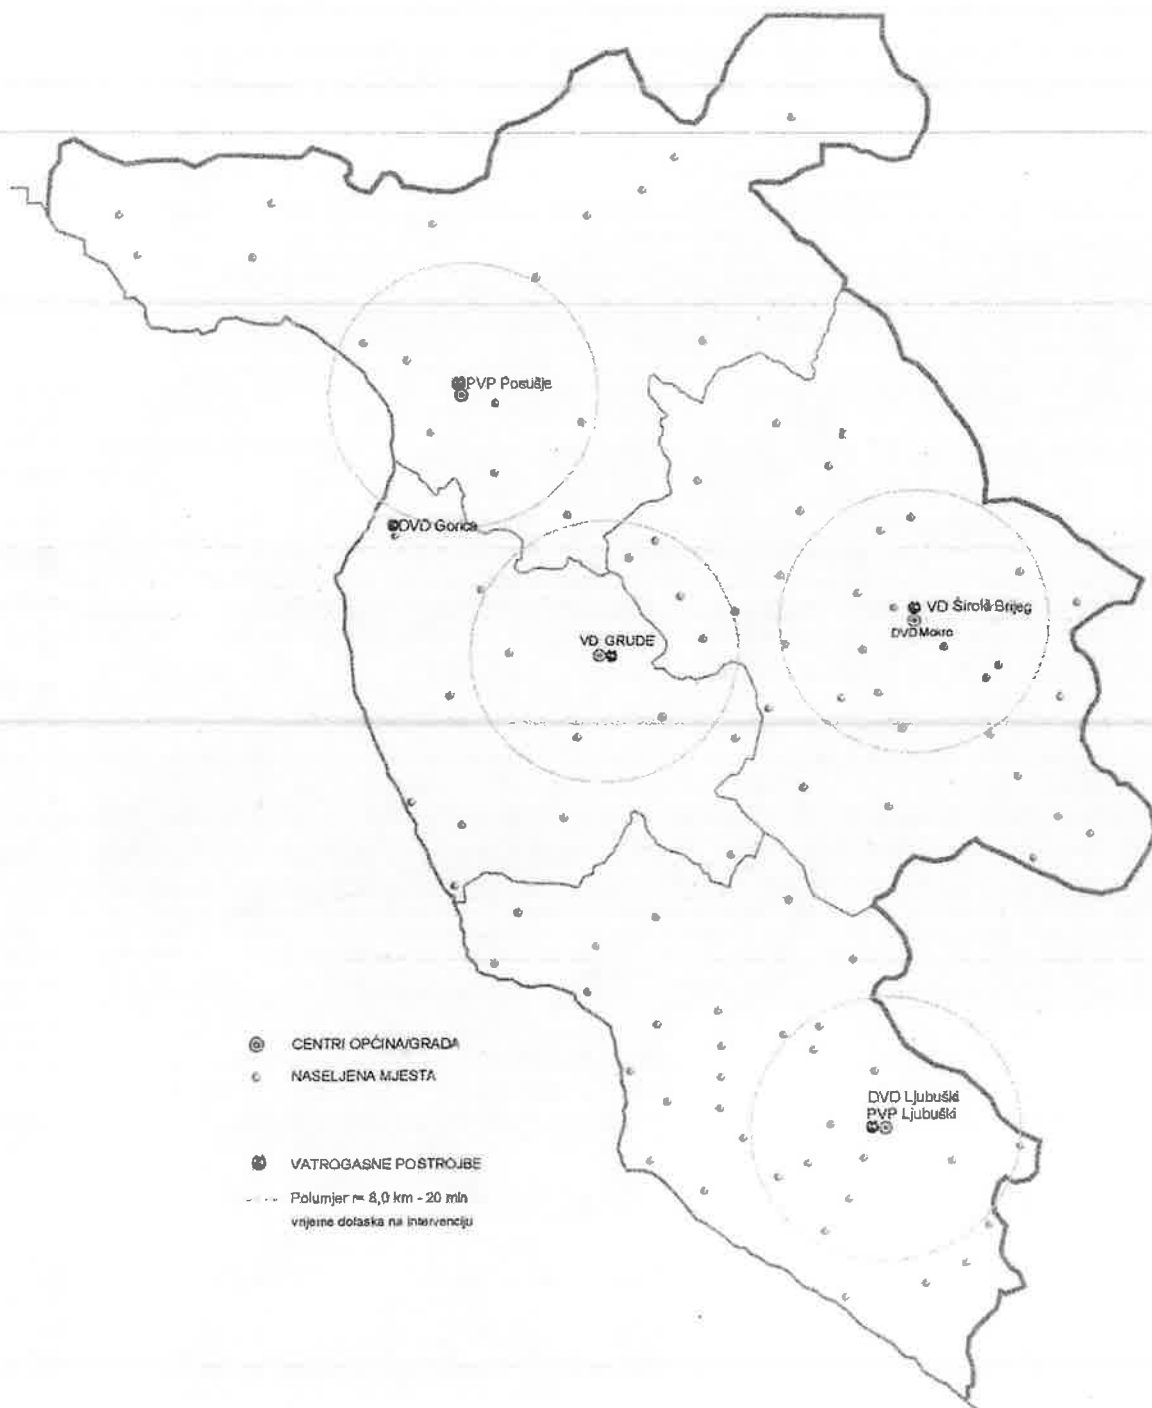 PVP Posušje
DVD Gorica
VD GRUDE
VD Široki Brijeg
DVD Mokro
CENTRI OPĆINA/GRADA
NASELJENA MJESTA
DVD Ljubuški
PVP Ljubuški
VATROGASNE POSTROJBE
Polumjer r= 8,0 km - 20 min
vrijeme dolaska na intervenciju